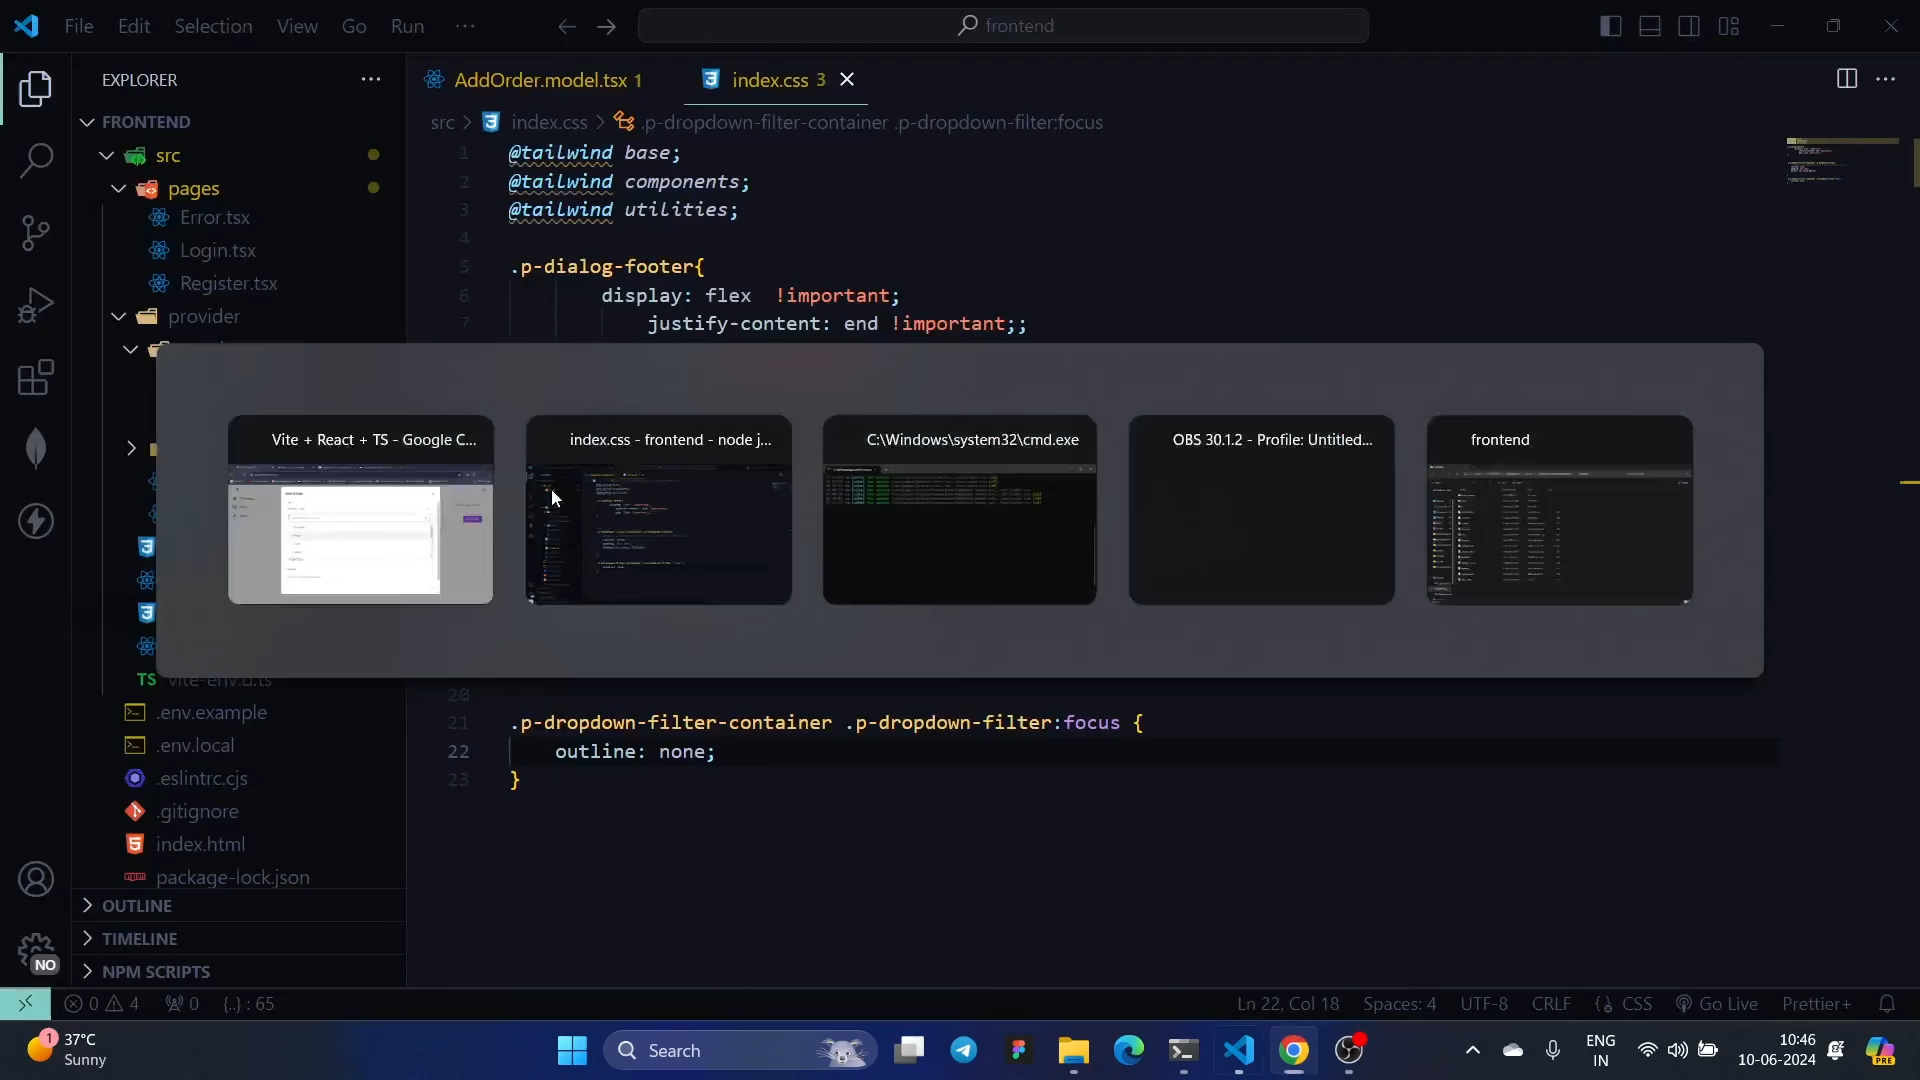 File Edit Selection View Go Run ···
frontend
EXPLORER ···
FRONTEND
src
pages
Error.tsx
Login.tsx
Register.tsx
provider
vite-env.d.ts
.env.example
.env.local
.eslintrc.cjs
.gitignore
index.html
package-lock.json
OUTLINE
TIMELINE
NPM SCRIPTS
NO
AddOrder.model.tsx 1
index.css 3
src > index.css > .p-dropdown-filter-container .p-dropdown-filter:focus
1 @tailwind base;
2 @tailwind components;
3 @tailwind utilities;
4
5 .p-dialog-footer{
6 display: flex !important;
7 justify-content: end !important;;
Vite + React + TS - Google C...
index.css - frontend - node j...
C:\Windows\system32\cmd.exe
OBS 30.1.2 - Profile: Untitled...
frontend
20
21 .p-dropdown-filter-container .p-dropdown-filter:focus {
22 outline: none;
23 }
0 4 0 {..} : 65
Ln 22, Col 18 Spaces: 4 UTF-8 CRLF CSS Go Live Prettier+
1 37°C
Sunny
Search
ENG
IN
10:46
10-06-2024
PRE